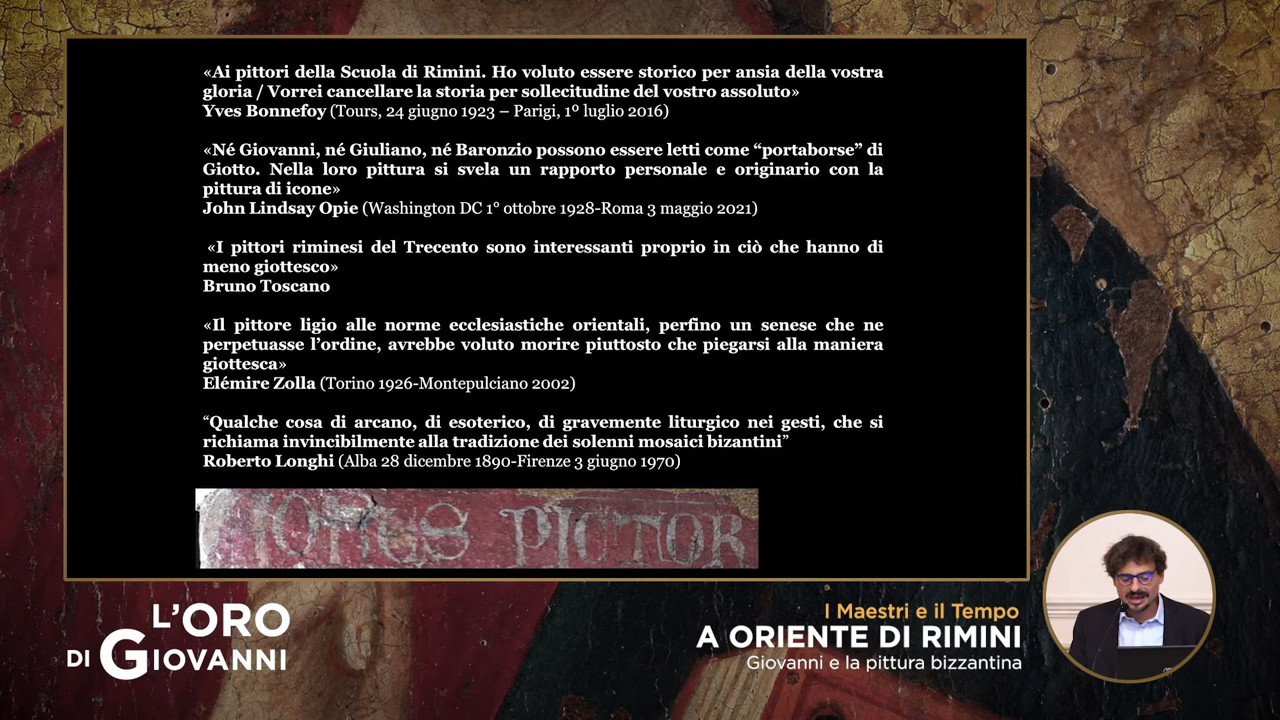 «Ai pittori della Scuola di Rimini. Ho voluto essere storico per ansia della vostra
gloria / Vorrei cancellare la storia per sollecitudine del vostro assoluto»
Yves Bonnefoy (Tours, 24 giugno 1923 – Parigi, 1º luglio 2016)
«Né Giovanni, né Giuliano, né Baronzio possono essere letti come “portaborse” di
Giotto. Nella loro pittura si svela un rapporto personale e originario con la
pittura di icone»
John Lindsay Opie (Washington DC 1° ottobre 1928-Roma 3 maggio 2021)
«I pittori riminesi del Trecento sono interessanti proprio in ciò che hanno di
meno giottesco»
Bruno Toscano
«Il pittore ligio alle norme ecclesiastiche orientali, perfino un senese che ne
perpetuasse l’ordine, avrebbe voluto morire piuttosto che piegarsi alla maniera
giottesca»
Elémire Zolla (Torino 1926-Montepulciano 2002)
“Qualche cosa di arcano, di esoterico, di gravemente liturgico nei gesti, che si
richiama invincibilmente alla tradizione dei solenni mosaici bizantini”
Roberto Longhi (Alba 28 dicembre 1890-Firenze 3 giugno 1970)
PICTOR
L’ORO
DI GIOVANNI
I Maestri e il Tempo
A ORIENTE DI RIMINI
Giovanni e la pittura bizzantina